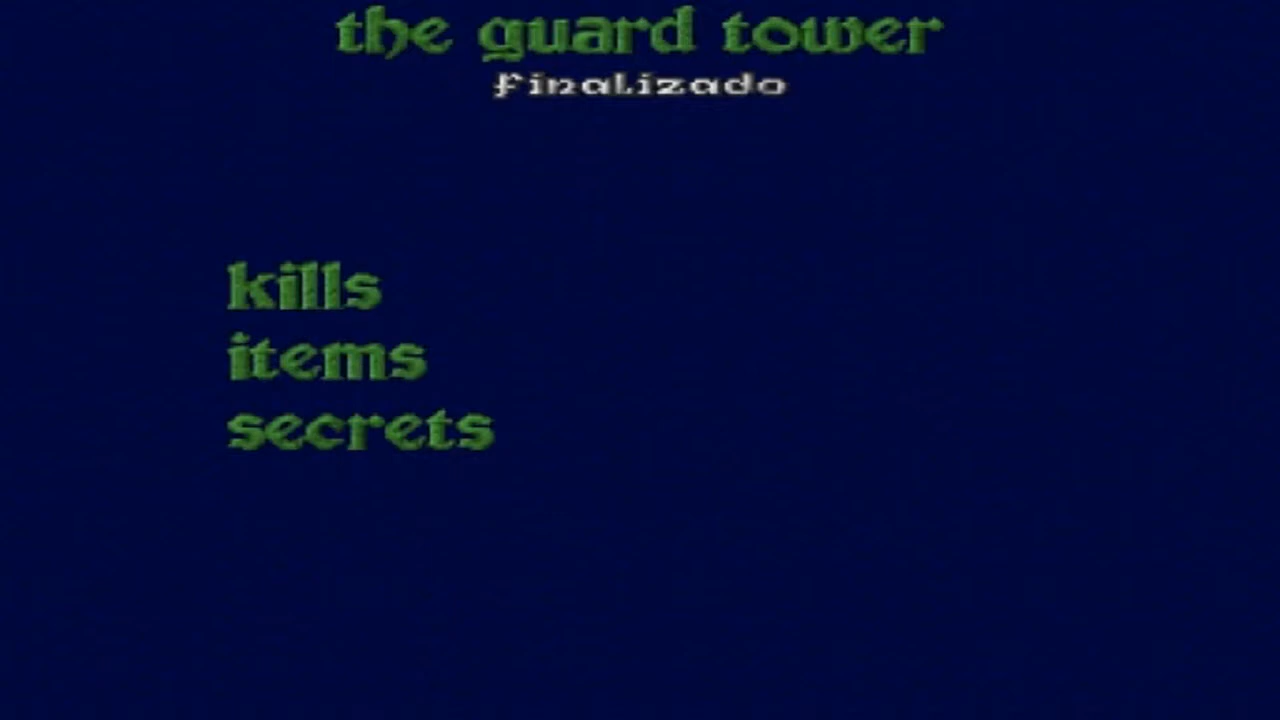 the guard tower
finalizado
kills
items
secrets